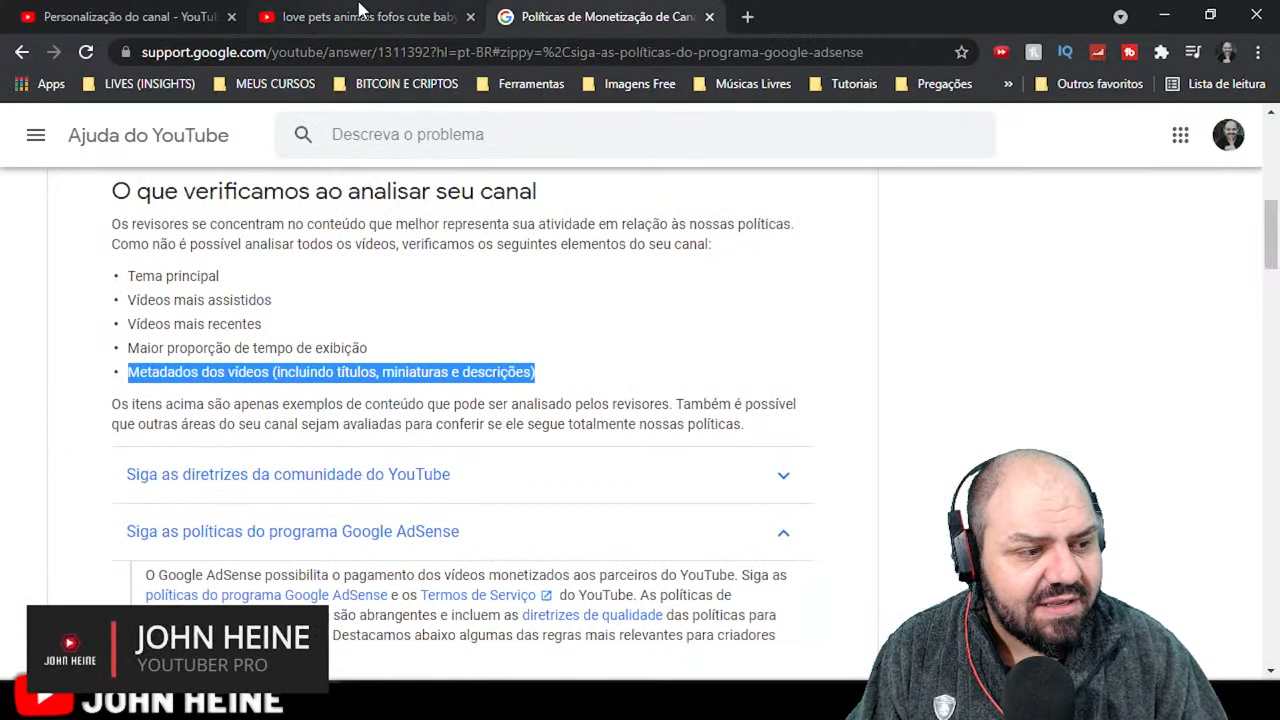 Personalização do canal - YouTu
love pets animais fofos cute baby
Políticas de Monetização de Cana
support.google.com/youtube/answer/1311392?hl=pt-BR#zippy=%2Csiga-as-políticas-do-programa-google-adsense
Apps
LIVES (INSIGHTS)
MEUS CURSOS
BITCOIN E CRIPTOS
Ferramentas
Imagens Free
Músicas Livres
Tutoriais
Pregações
»
Outros favoritos
Lista de leitura
Ajuda do YouTube
Descreva o problema
O que verificamos ao analisar seu canal
Os revisores se concentram no conteúdo que melhor representa sua atividade em relação às nossas políticas.
Como não é possível analisar todos os vídeos, verificamos os seguintes elementos do seu canal:
• Tema principal
• Vídeos mais assistidos
• Vídeos mais recentes
• Maior proporção de tempo de exibição
• Metadados dos vídeos (incluindo títulos, miniaturas e descrições)
Os itens acima são apenas exemplos de conteúdo que pode ser analisado pelos revisores. Também é possível
que outras áreas do seu canal sejam avaliadas para conferir se ele segue totalmente nossas políticas.
Siga as diretrizes da comunidade do YouTube
Siga as políticas do programa Google AdSense
O Google AdSense possibilita o pagamento dos vídeos monetizados aos parceiros do YouTube. Siga as
políticas do programa Google AdSense e os Termos de Serviço do YouTube. As políticas de
são abrangentes e incluem as diretrizes de qualidade das políticas para
Destacamos abaixo algumas das regras mais relevantes para criadores
JOHN HEINE
JOHN HEINE
YOUTUBER PRO
JOHN HEINE